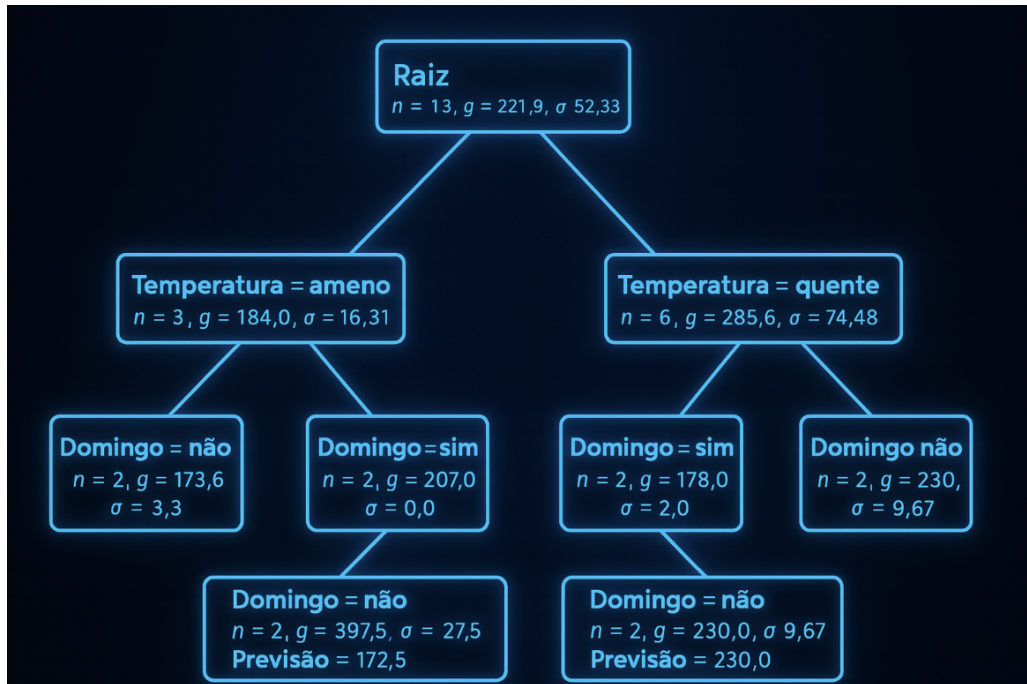 Raiz
n = 13, g = 221,9, σ 52,33
Temperatura = ameno
n = 3, g = 184,0, σ = 16,31
Temperatura = quente
n = 6, g = 285,6, σ = 74,48
Domingo = não
n = 2, g = 173,6
σ = 3,3
Domingo = sim
n = 2, g = 207,0
σ = 0,0
Domingo = sim
n = 2, g = 178,0
σ = 2,0
Domingo não
n = 2, g = 230,
σ = 9,67
Domingo = não
n = 2, g = 397,5, σ = 27,5
Previsão = 172,5
Domingo = não
n = 2, g = 230,0, σ 9,67
Previsão = 230,0